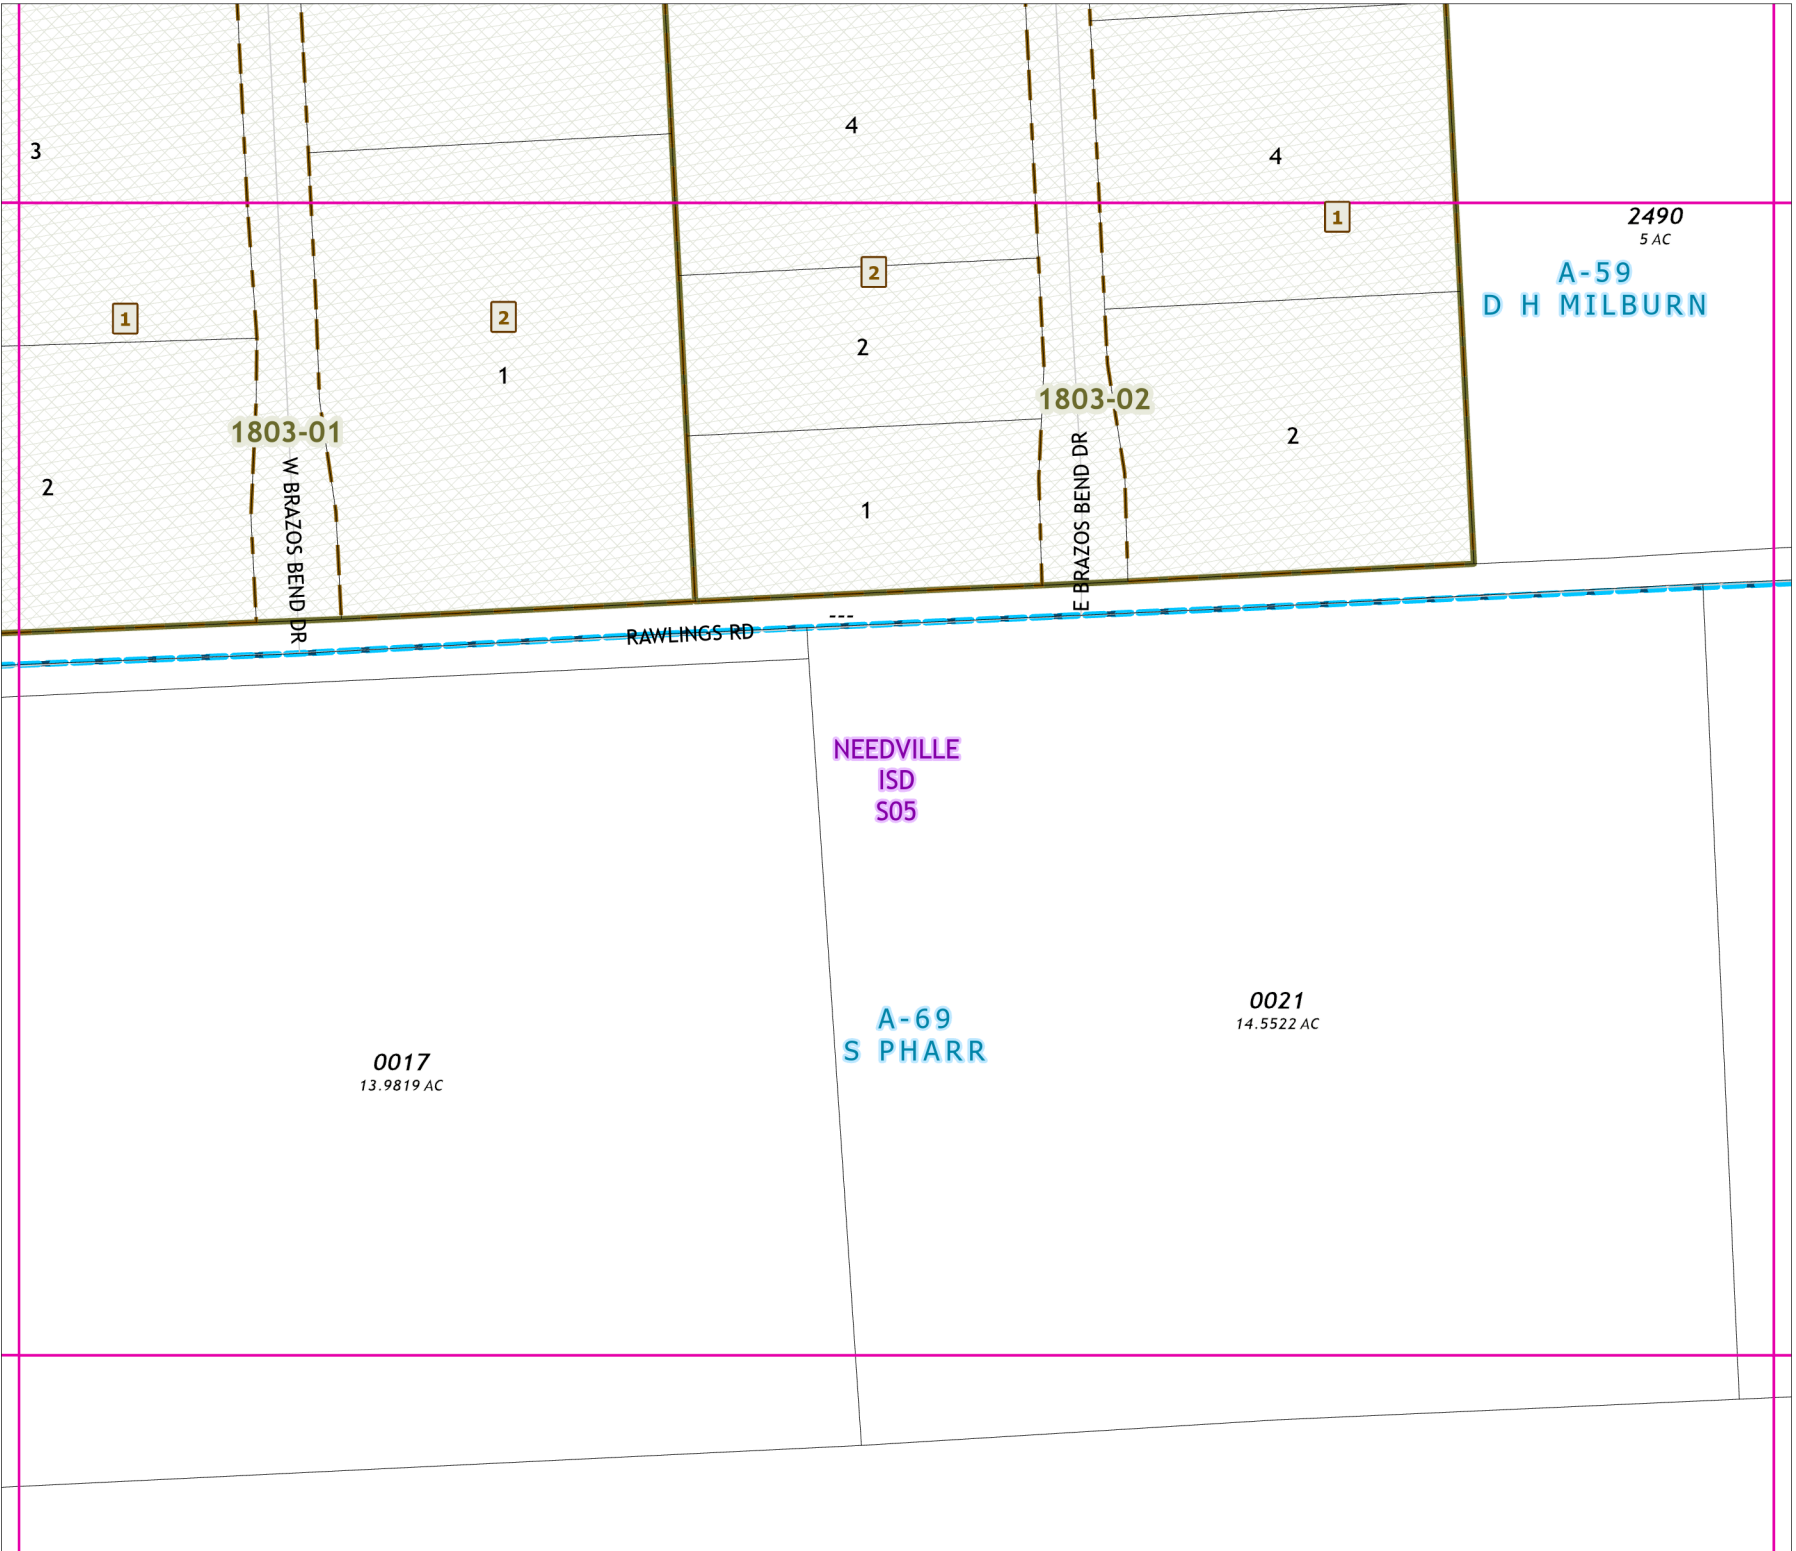 4
3
4
2490
5 AC
1
A-59
D H MILBURN
2
1
2
2
1
1803-02
1803-01
2
2
1
W BRAZOS BEND DR
E BRAZOS BEND DR
---
RAWLINGS RD
NEEDVILLE
ISD
S05
0021
14.5522 AC
A-69
S PHARR
0017
13.9819 AC